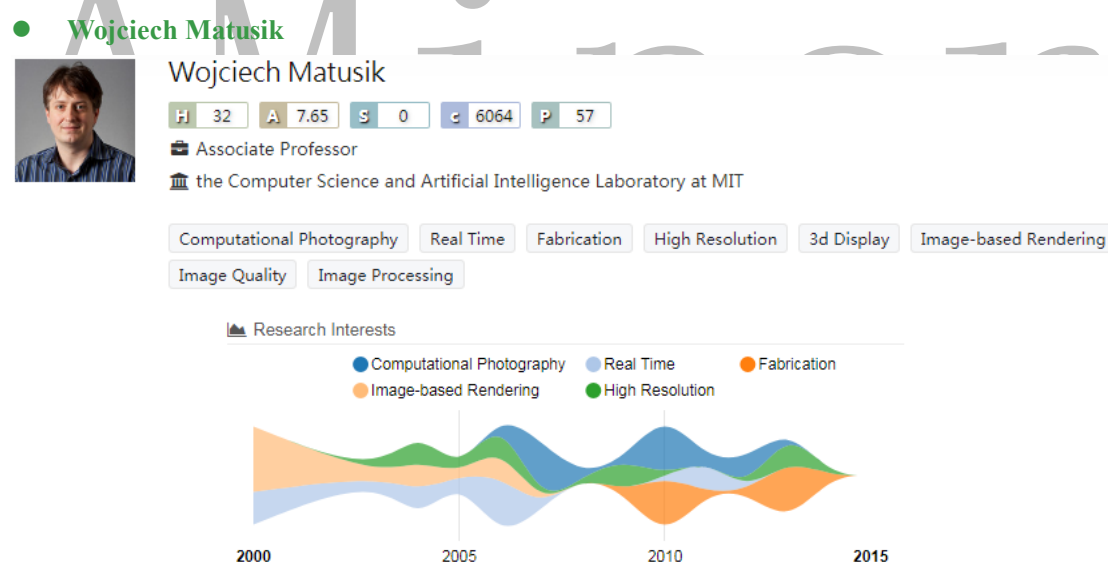 Wojciech Matusik
Wojciech Matusik
H 32 A 7.65 S 0 c 6064 P 57
Associate Professor
the Computer Science and Artificial Intelligence Laboratory at MIT
Computational Photography Real Time Fabrication High Resolution 3d Display Image-based Rendering
Image Quality Image Processing
Research Interests
Computational Photography Real Time Fabrication
Image-based Rendering High Resolution
2000 2005 2010 2015